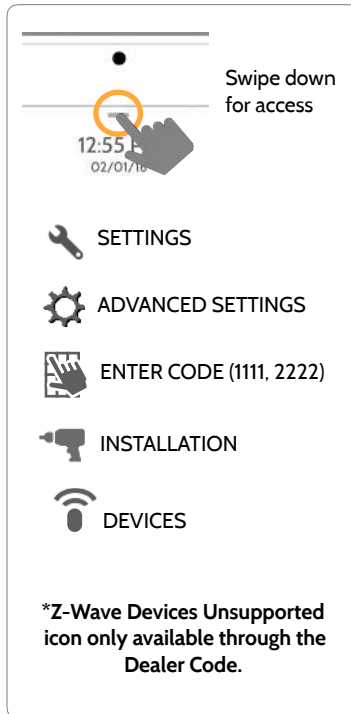 Swipe down
for access
12:55 P
02/01/16
SETTINGS
ADVANCED SETTINGS
ENTER CODE (1111, 2222)
INSTALLATION
DEVICES
*Z-Wave Devices Unsupported
icon only available through the
Dealer Code.